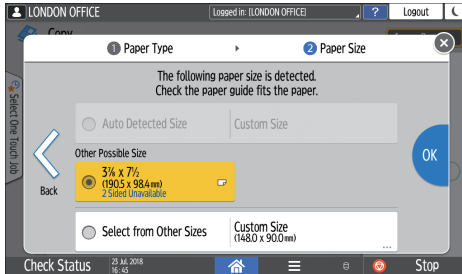 LONDON OFFICE
Logged in: [LONDON OFFICE]
?
Logout
Copy
1 Paper Type
2 Paper Size
The following paper size is detected.
Check the paper guide fits the paper.
Select One Touch Job
Auto Detected Size
Custom Size
Other Possible Size
3⅞ x 7½
(190.5 x 98.4mm)
2 Sided Unavailable
OK
Back
Select from Other Sizes
Custom Size
(148.0 x 90.0mm)
...
Check Status
23 Jul. 2018
16:45
Stop